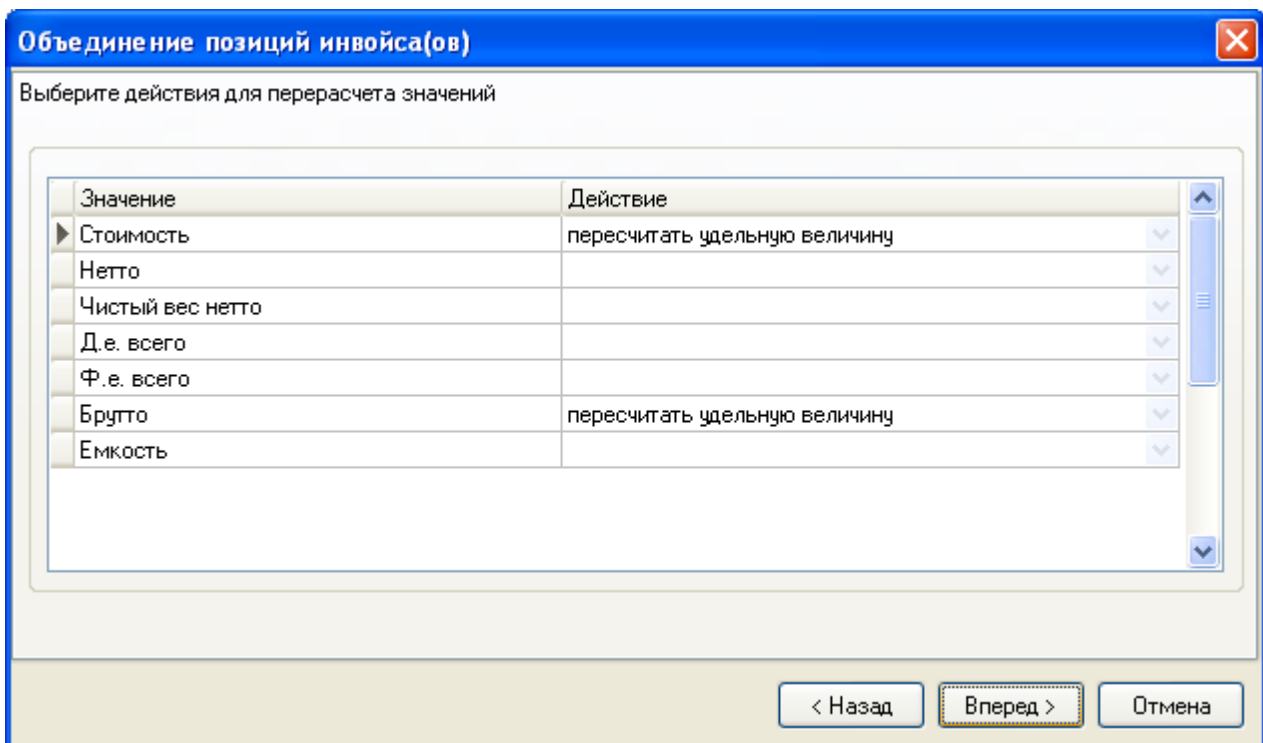 Объединение позиций инвойса(ов)
Выберите действия для перерасчета значений
Значение Действие
Стоимость пересчитать удельную величину
Нетто
Чистый вес нетто
Д.е. всего
Ф.е. всего
Брутто пересчитать удельную величину
Емкость
< Назад Вперед > Отмена